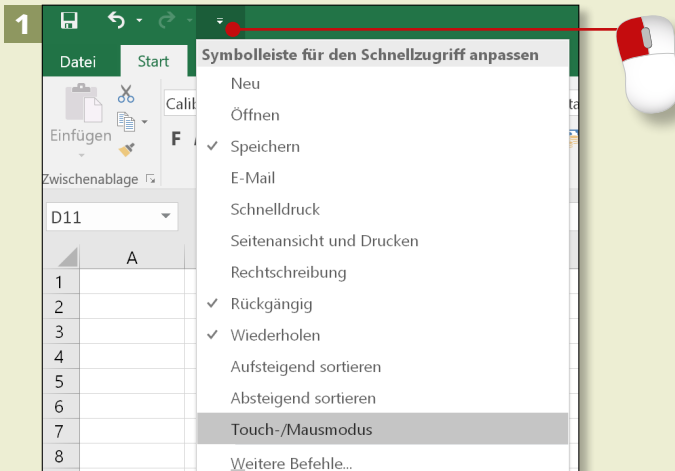 1
Datei Start
Symbolleiste für den Schnellzugriff anpassen
Neu
Öffnen
✓ Speichern
E-Mail
Schnelldruck
Seitenansicht und Drucken
Rechtschreibung
✓ Rückgängig
✓ Wiederholen
Aufsteigend sortieren
Absteigend sortieren
Touch-/Mausmodus
Weitere Befehle...
Einfügen
F
Zwischenablage
D11
A
1
2
3
4
5
6
7
8